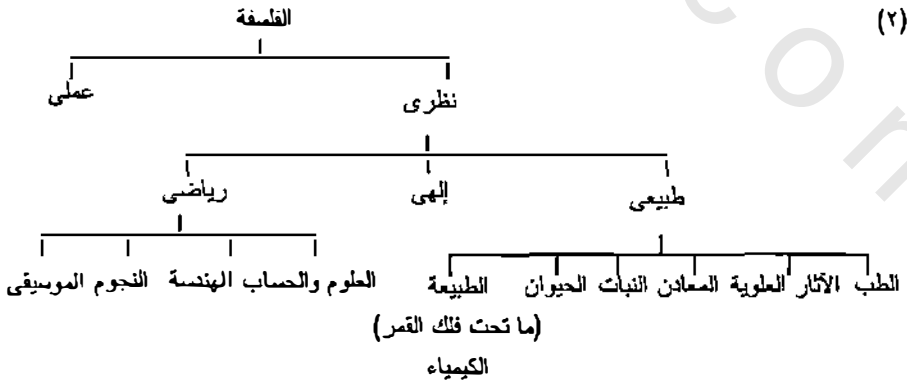 (٢)
الفلسفة
نظرى عملى
طبيعى إلهى رياضى
الطب الآثار العلوية المعادن النبات الحيوان الطبيعة العلوم والحساب الهندسة النجوم الموسيقى
(ما تحت فلك القمر)
الكيمياء